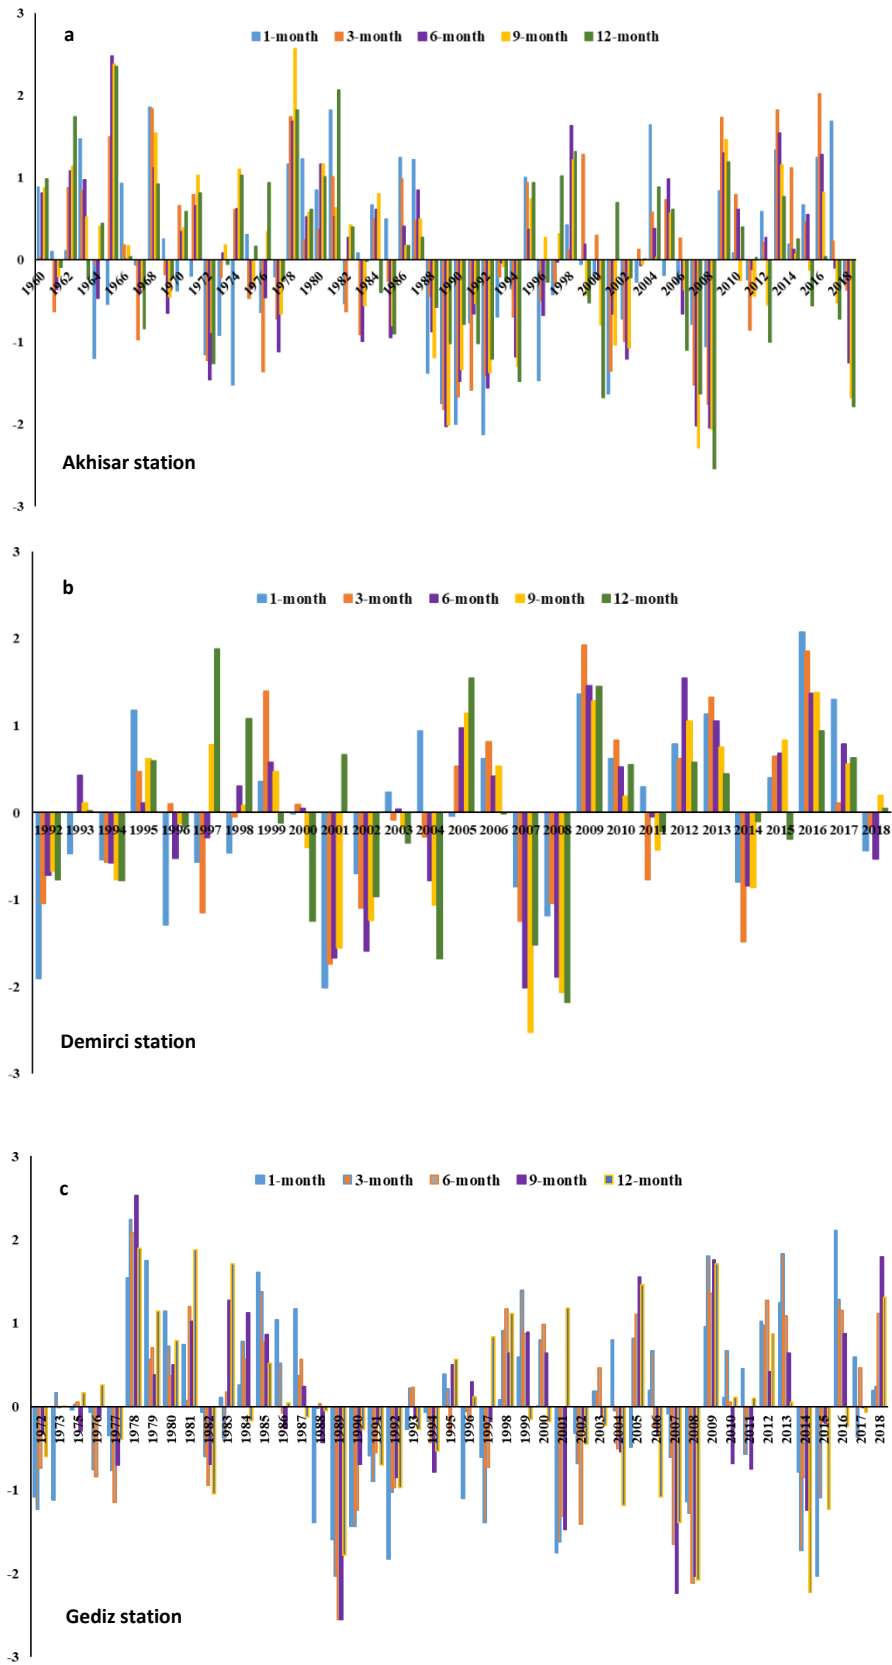 3
a
1-month 3-month 6-month 9-month 12-month
2
1
0
1960 1962 1964 1966 1968 1970 1972 1974 1976 1978 1980 1982 1984 1986 1988 1990 1992 1994 1996 1998 2000 2002 2004 2006 2008 2010 2012 2014 2016 2018
-1
-2
Akhisar station
-3
3
b
1-month 3-month 6-month 9-month 12-month
2
1
0
1992 1993 1994 1995 1996 1997 1998 1999 2000 2001 2002 2003 2004 2005 2006 2007 2008 2009 2010 2011 2012 2013 2014 2015 2016 2017 2018
-1
-2
Demirci station
-3
3
c
1-month 3-month 6-month 9-month 12-month
2
1
0
1972 1973 1975 1976 1977 1978 1979 1980 1981 1982 1983 1984 1985 1986 1987 1988 1989 1990 1991 1992 1993 1994 1995 1996 1997 1998 1999 2000 2001 2002 2003 2004 2005 2006 2007 2008 2009 2010 2011 2012 2013 2014 2015 2016 2017 2018
-1
-2
Gediz station
-3